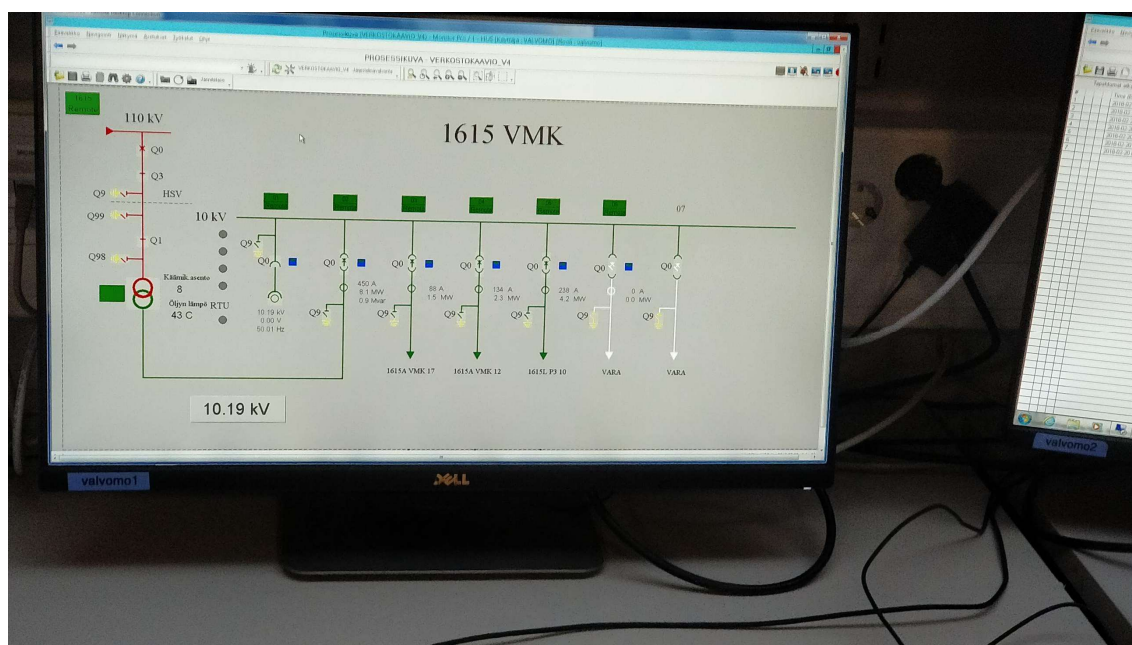 PROSESSIKUVA - VERKOSTOKAAVIO_V4
1615
Remote
110 kV
1615 VMK
Q0
Q3
Q9
HSV
Q99
10 kV
07
Q1
Q9
Q98
Q0
Q0
Q0
Q0
Q0
Q0
Q0
Käämik.asento
8
Öljyn lämpö
43 C
RTU
10.19 kV
0.00 V
50.01 Hz
450 A
8.1 MW
0.9 Mvar
88 A
1.5 MW
134 A
2.3 MW
238 A
4.2 MW
0 A
0.0 MW
Q9
Q9
Q9
Q9
Q9
Q9
1615A VMK 17
1615A VMK 12
1615L P3 10
VARA
VARA
10.19 kV
valvomo1
DELL
valvomo2